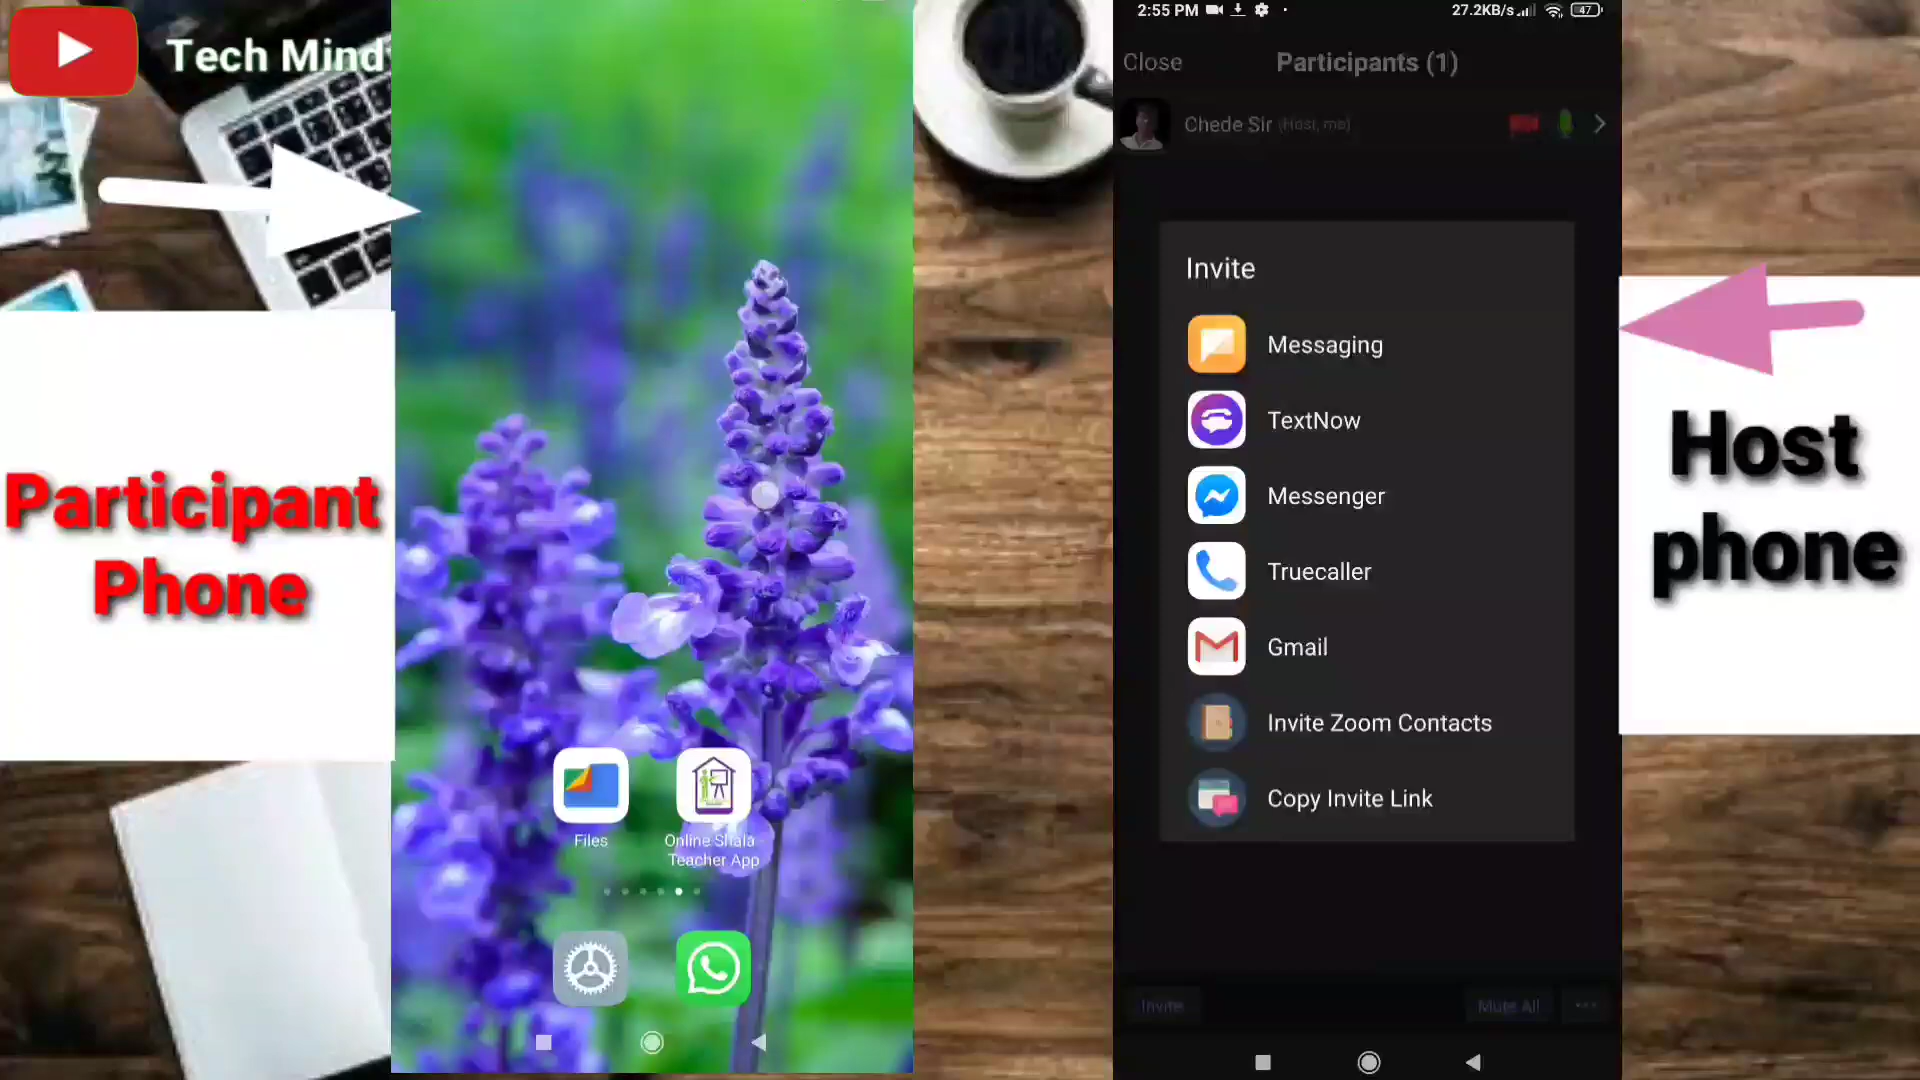 Tech Mind
Participant
Phone
Files
Online Shala -
Teacher App
2:55 PM
27.2KB/s
47
Close
Participants (1)
Chede Sir (Host, me)
Invite
Messaging
TextNow
Messenger
Truecaller
Gmail
Invite Zoom Contacts
Copy Invite Link
Invite
Mute All
Host
phone